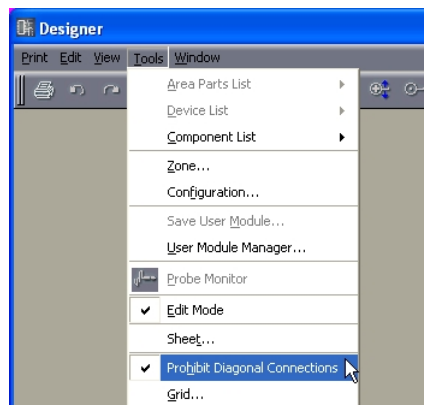 Designer
Print Edit View Tools Window
Area Parts List
Device List
Component List
Zone...
Configuration...
Save User Module...
User Module Manager...
Probe Monitor
Edit Mode
Sheet...
Prohibit Diagonal Connections
Grid...